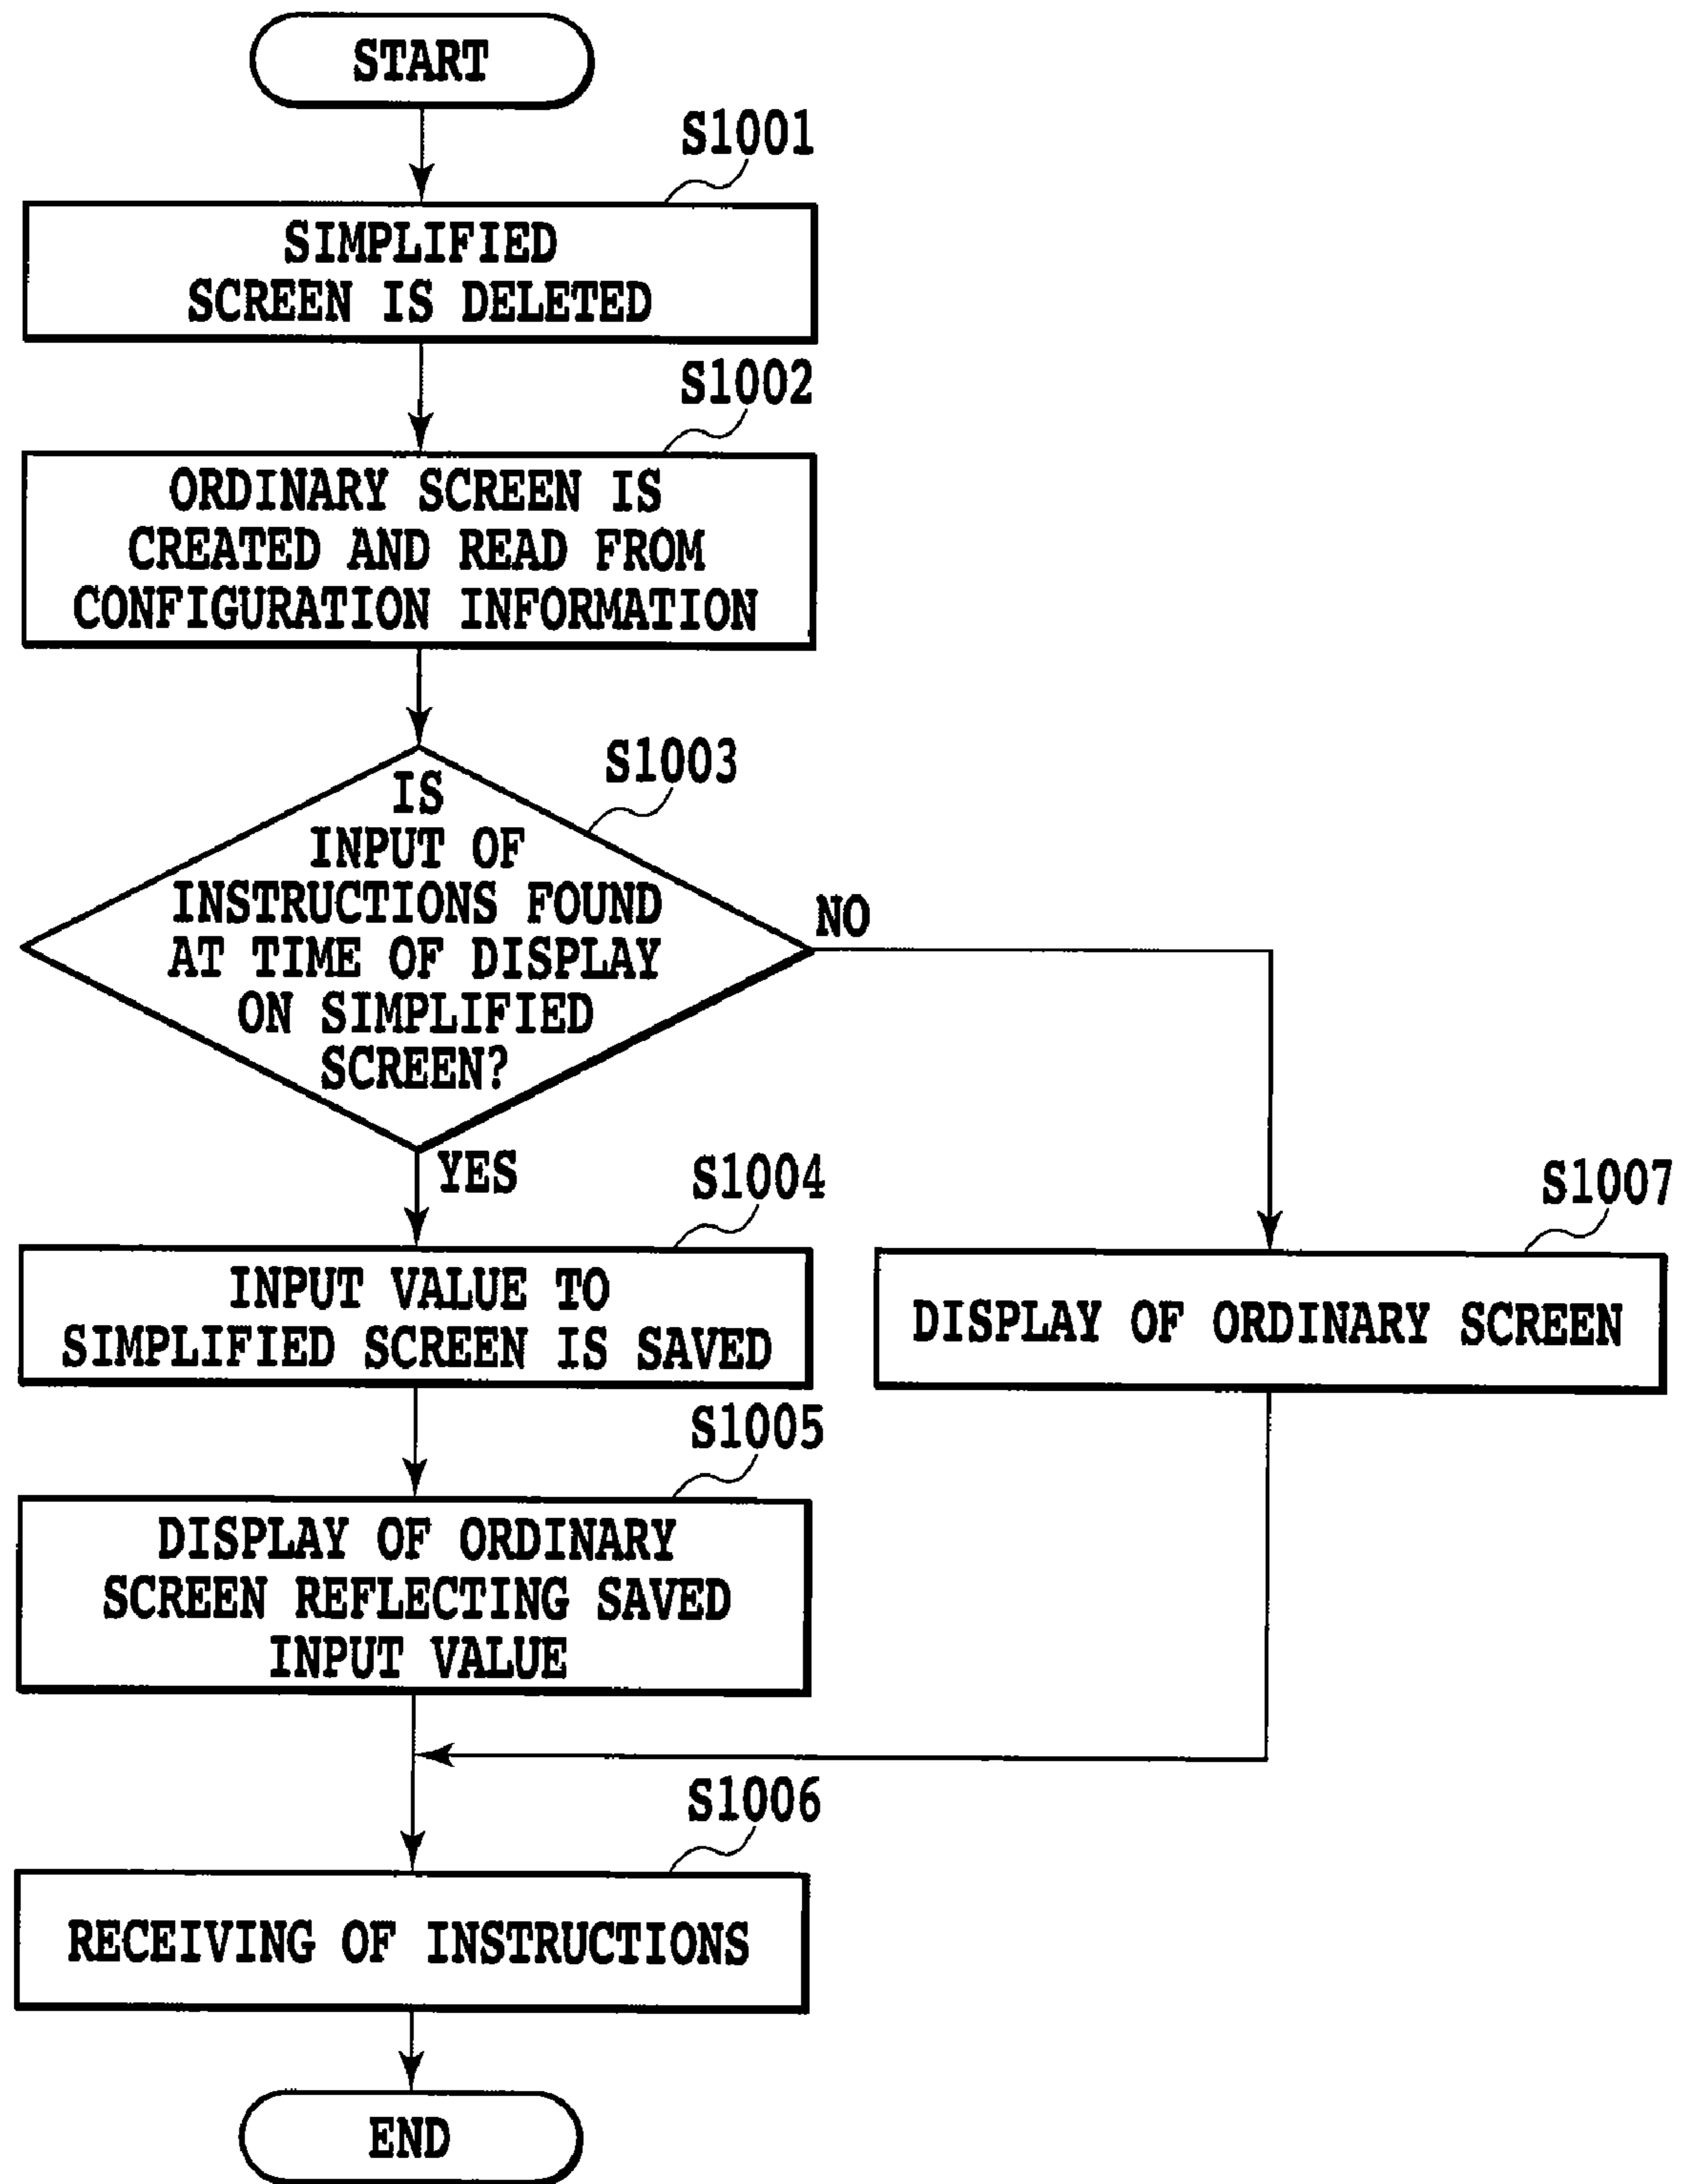 START
S1001
SIMPLIFIED
SCREEN IS DELETED
S1002
ORDINARY SCREEN IS
CREATED AND READ FROM
CONFIGURATION INFORMATION
S1003
IS
INPUT OF
INSTRUCTIONS FOUND
AT TIME OF DISPLAY
ON SIMPLIFIED
SCREEN?
NO
YES
S1004
INPUT VALUE TO
SIMPLIFIED SCREEN IS SAVED
S1007
DISPLAY OF ORDINARY SCREEN
S1005
DISPLAY OF ORDINARY
SCREEN REFLECTING SAVED
INPUT VALUE
S1006
RECEIVING OF INSTRUCTIONS
END